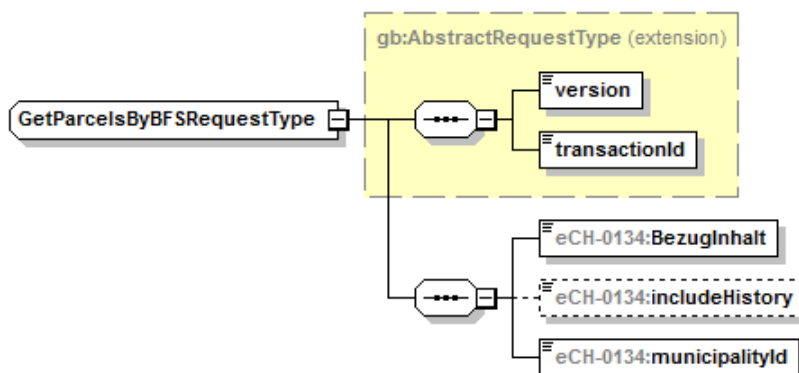 gb:AbstractRequestType (extension)
GetParcelsByBFSRequestType
version
transactionId
eCH-0134:BezugInhalt
eCH-0134:includeHistory
eCH-0134:municipalityId